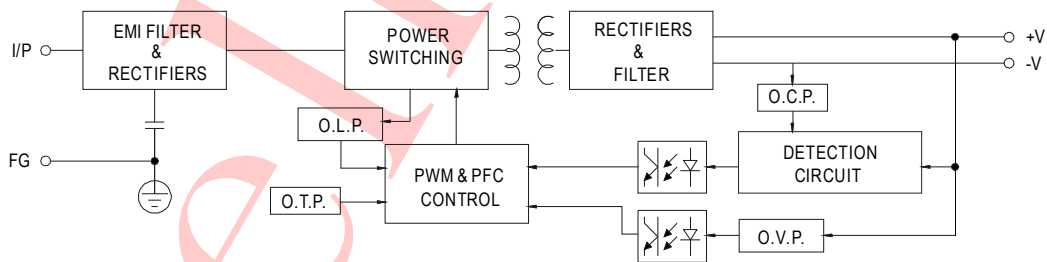 I/P
EMI FILTER
&
RECTIFIERS
POWER
SWITCHING
RECTIFIERS
&
FILTER
+V
-V
O.C.P.
O.L.P.
FG
PWM & PFC
CONTROL
DETECTION
CIRCUIT
O.T.P.
O.V.P.